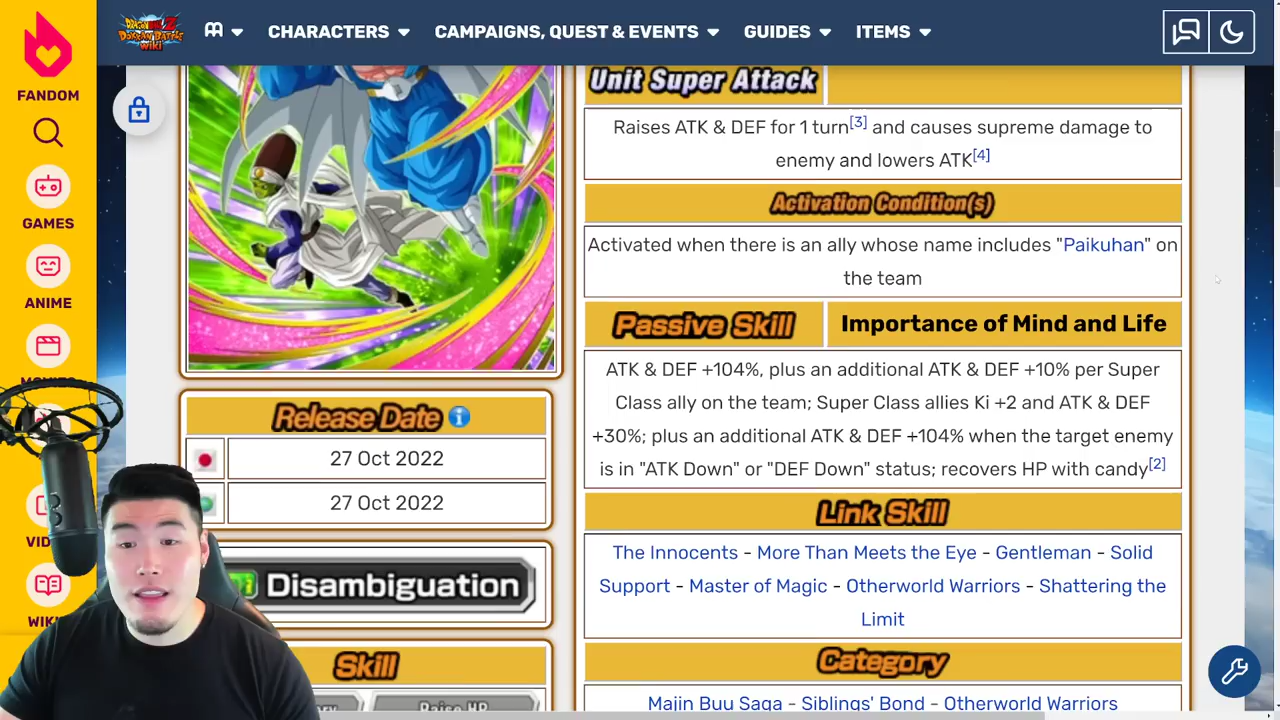 DRAGON BALL Z
DOKKAN BATTLE
WIKI
CHARACTERS
CAMPAIGNS, QUEST & EVENTS
GUIDES
ITEMS
FANDOM
GAMES
ANIME
VID
WIK
Unit Super Attack
Raises ATK & DEF for 1 turn[3] and causes supreme damage to
enemy and lowers ATK[4]
Activation Condition(s)
Activated when there is an ally whose name includes "Paikuhan" on
the team
Passive Skill
Importance of Mind and Life
ATK & DEF +104%, plus an additional ATK & DEF +10% per Super
Class ally on the team; Super Class allies Ki +2 and ATK & DEF
+30%; plus an additional ATK & DEF +104% when the target enemy
is in "ATK Down" or "DEF Down" status; recovers HP with candy[2]
Link Skill
The Innocents - More Than Meets the Eye - Gentleman - Solid
Support - Master of Magic - Otherworld Warriors - Shattering the
Limit
Category
Majin Buu Saga - Siblings' Bond - Otherworld Warriors
Release Date
27 Oct 2022
27 Oct 2022
Disambiguation
Skill
Raise HP